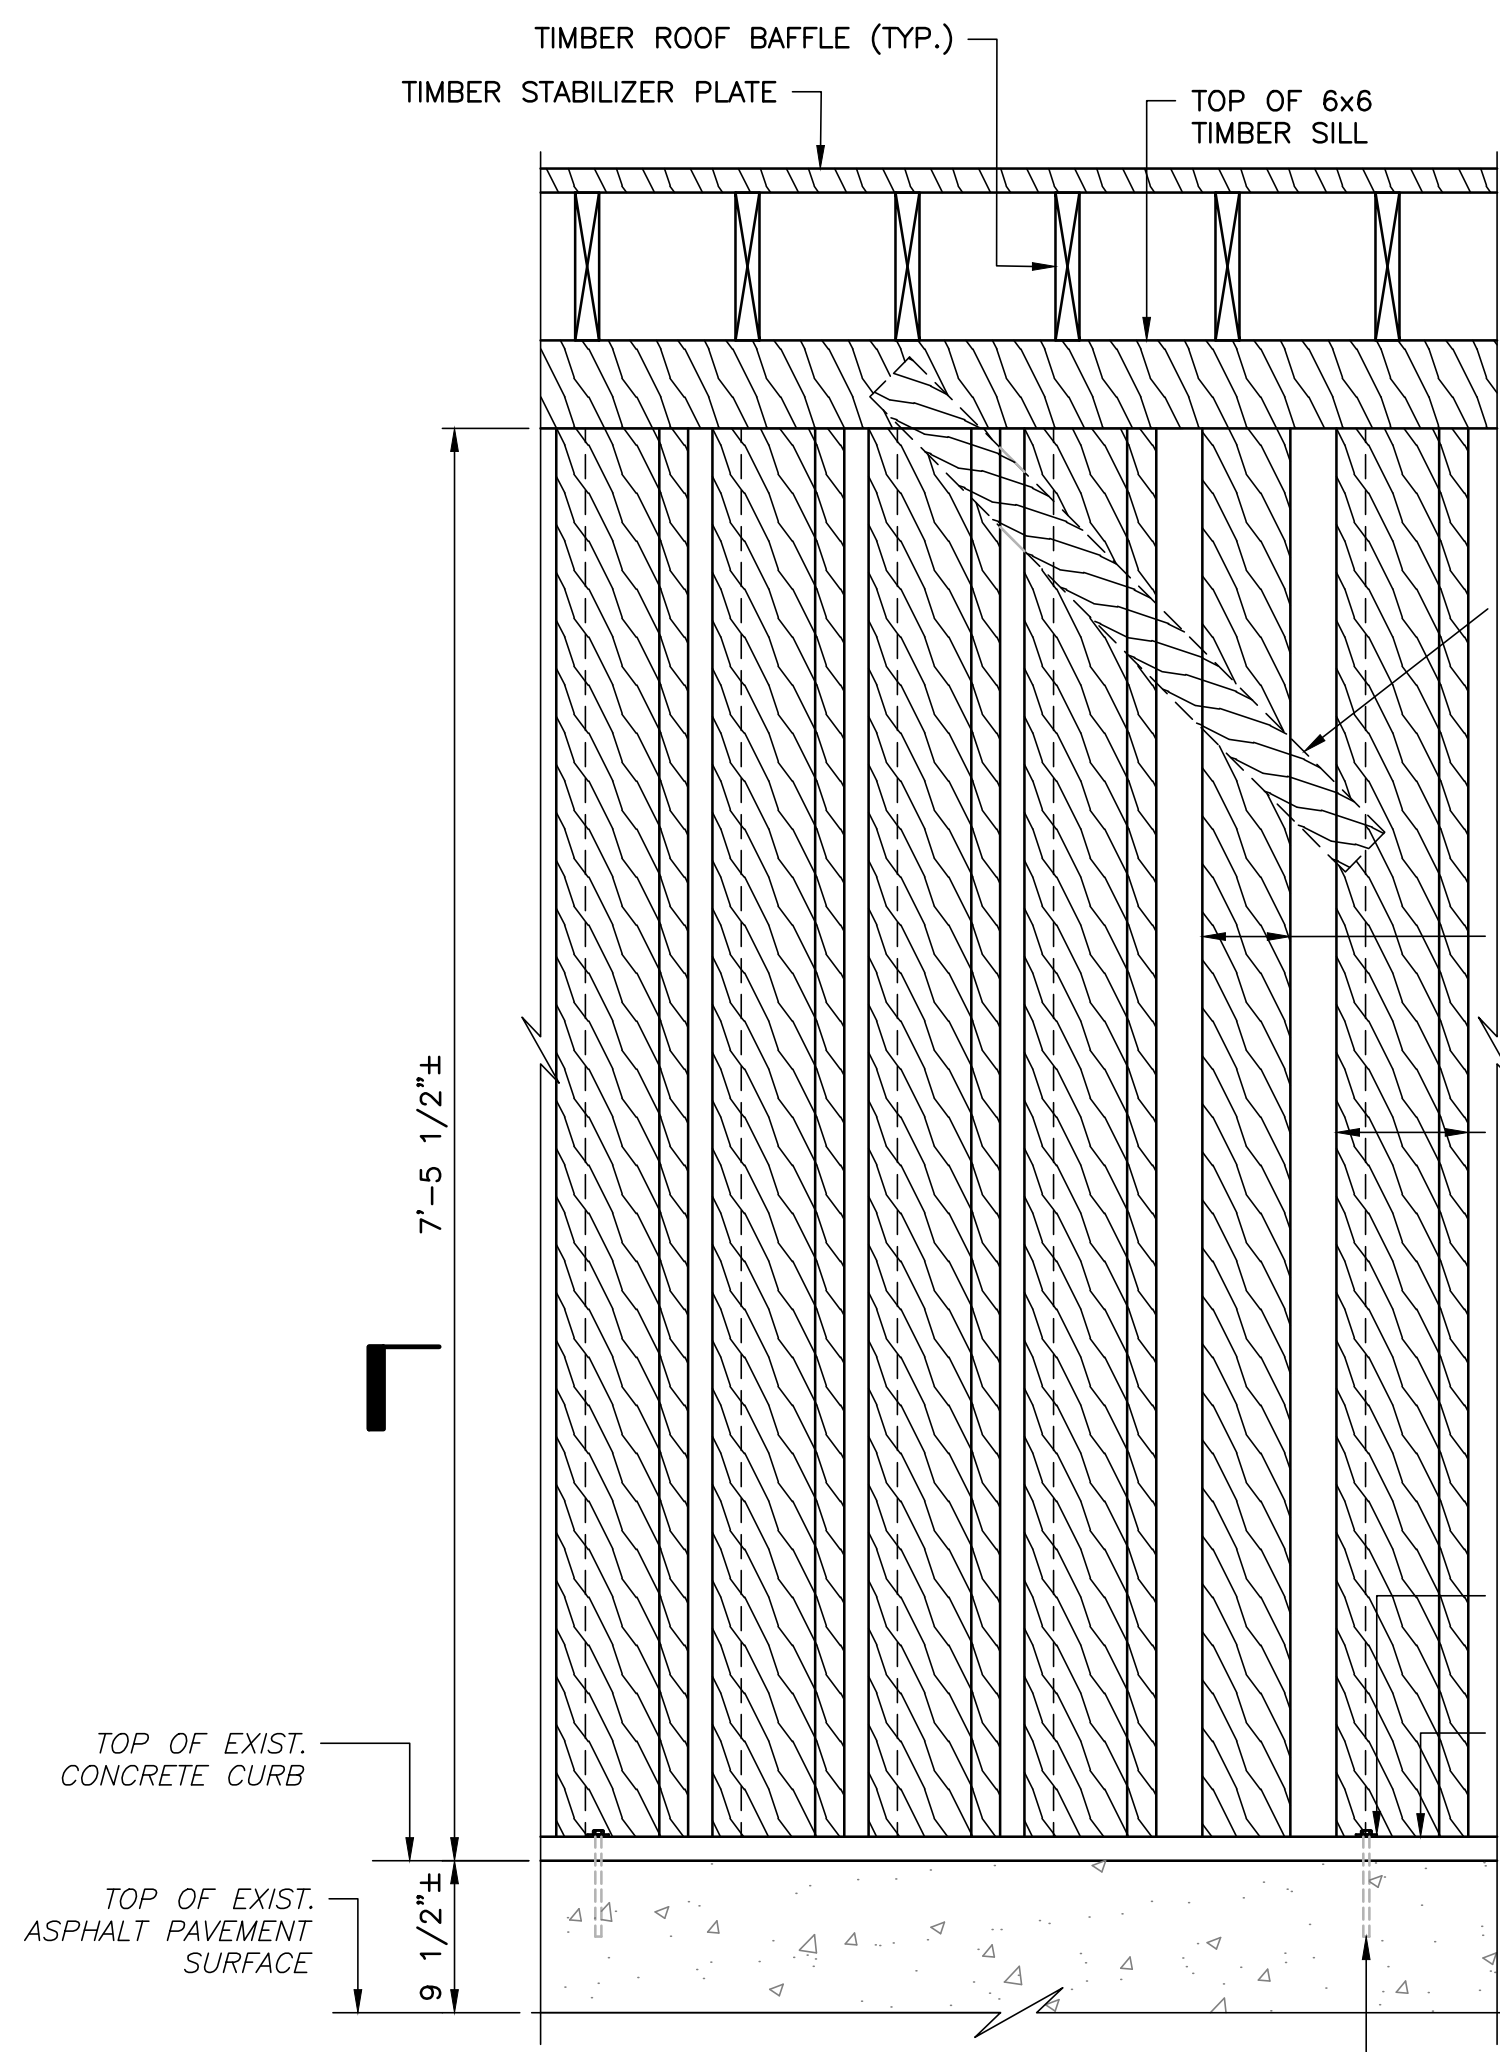 TIMBER ROOF BAFFLE (TYP.)
TIMBER STABILIZER PLATE
TOP OF 6x6
TIMBER SILL
7'-5 1/2"±
TOP OF EXIST.
CONCRETE CURB
TOP OF EXIST.
ASPHALT PAVEMENT
SURFACE
9 1/2"±